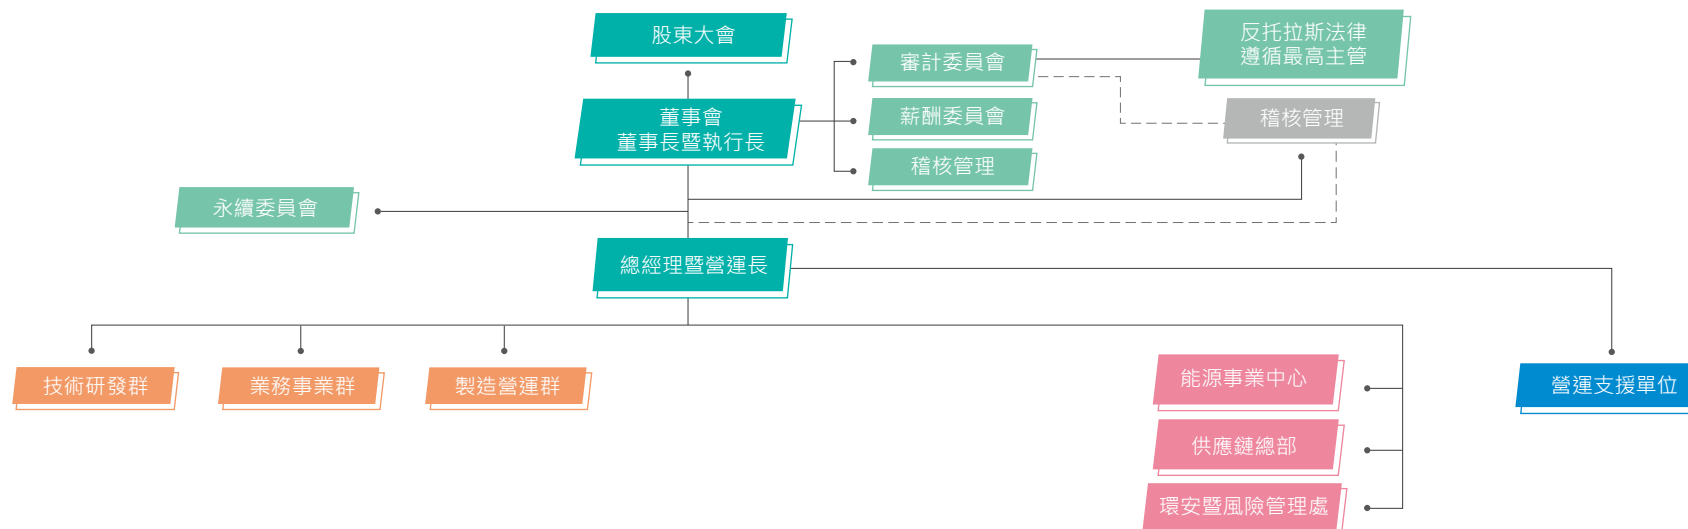 股東大會
董事會
董事長暨執行長
審計委員會
薪酬委員會
稽核管理
反托拉斯法律
遵循最高主管
稽核管理
永續委員會
總經理暨營運長
技術研發群
業務事業群
製造營運群
能源事業中心
供應鏈總部
環安暨風險管理處
營運支援單位